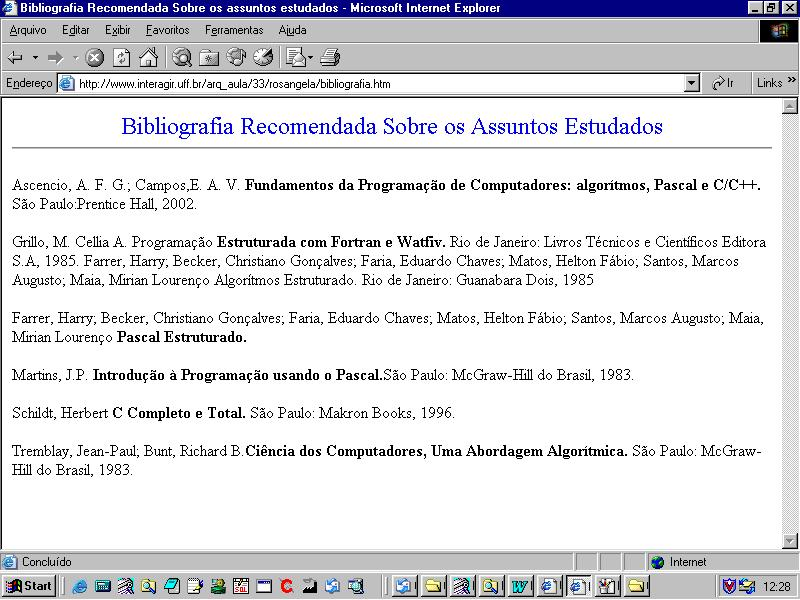 Bibliografia Recomendada Sobre os assuntos estudados - Microsoft Internet Explorer
Arquivo Editar Exibir Favoritos Ferramentas Ajuda
Endereço http://www.interagir.uff.br/arq_aula/33/rosangela/bibliografia.htm Ir Links »
Bibliografia Recomendada Sobre os Assuntos Estudados
Ascencio, A. F. G.; Campos,E. A. V. Fundamentos da Programação de Computadores: algorítmos, Pascal e C/C++.
São Paulo:Prentice Hall, 2002.
Grillo, M. Cellia A. Programação Estruturada com Fortran e Watfiv. Rio de Janeiro: Livros Técnicos e Científicos Editora
S.A, 1985. Farrer, Harry; Becker, Christiano Gonçalves; Faria, Eduardo Chaves; Matos, Helton Fábio; Santos, Marcos
Augusto; Maia, Mirian Lourenço Algorítmos Estruturado. Rio de Janeiro: Guanabara Dois, 1985
Farrer, Harry; Becker, Christiano Gonçalves; Faria, Eduardo Chaves; Matos, Helton Fábio; Santos, Marcos Augusto; Maia,
Mirian Lourenço Pascal Estruturado.
Martins, J.P. Introdução à Programação usando o Pascal.São Paulo: McGraw-Hill do Brasil, 1983.
Schildt, Herbert C Completo e Total. São Paulo: Makron Books, 1996.
Tremblay, Jean-Paul; Bunt, Richard B.Ciência dos Computadores, Uma Abordagem Algorítmica. São Paulo: McGraw-
Hill do Brasil, 1983.
Concluído Internet
Start 12:28